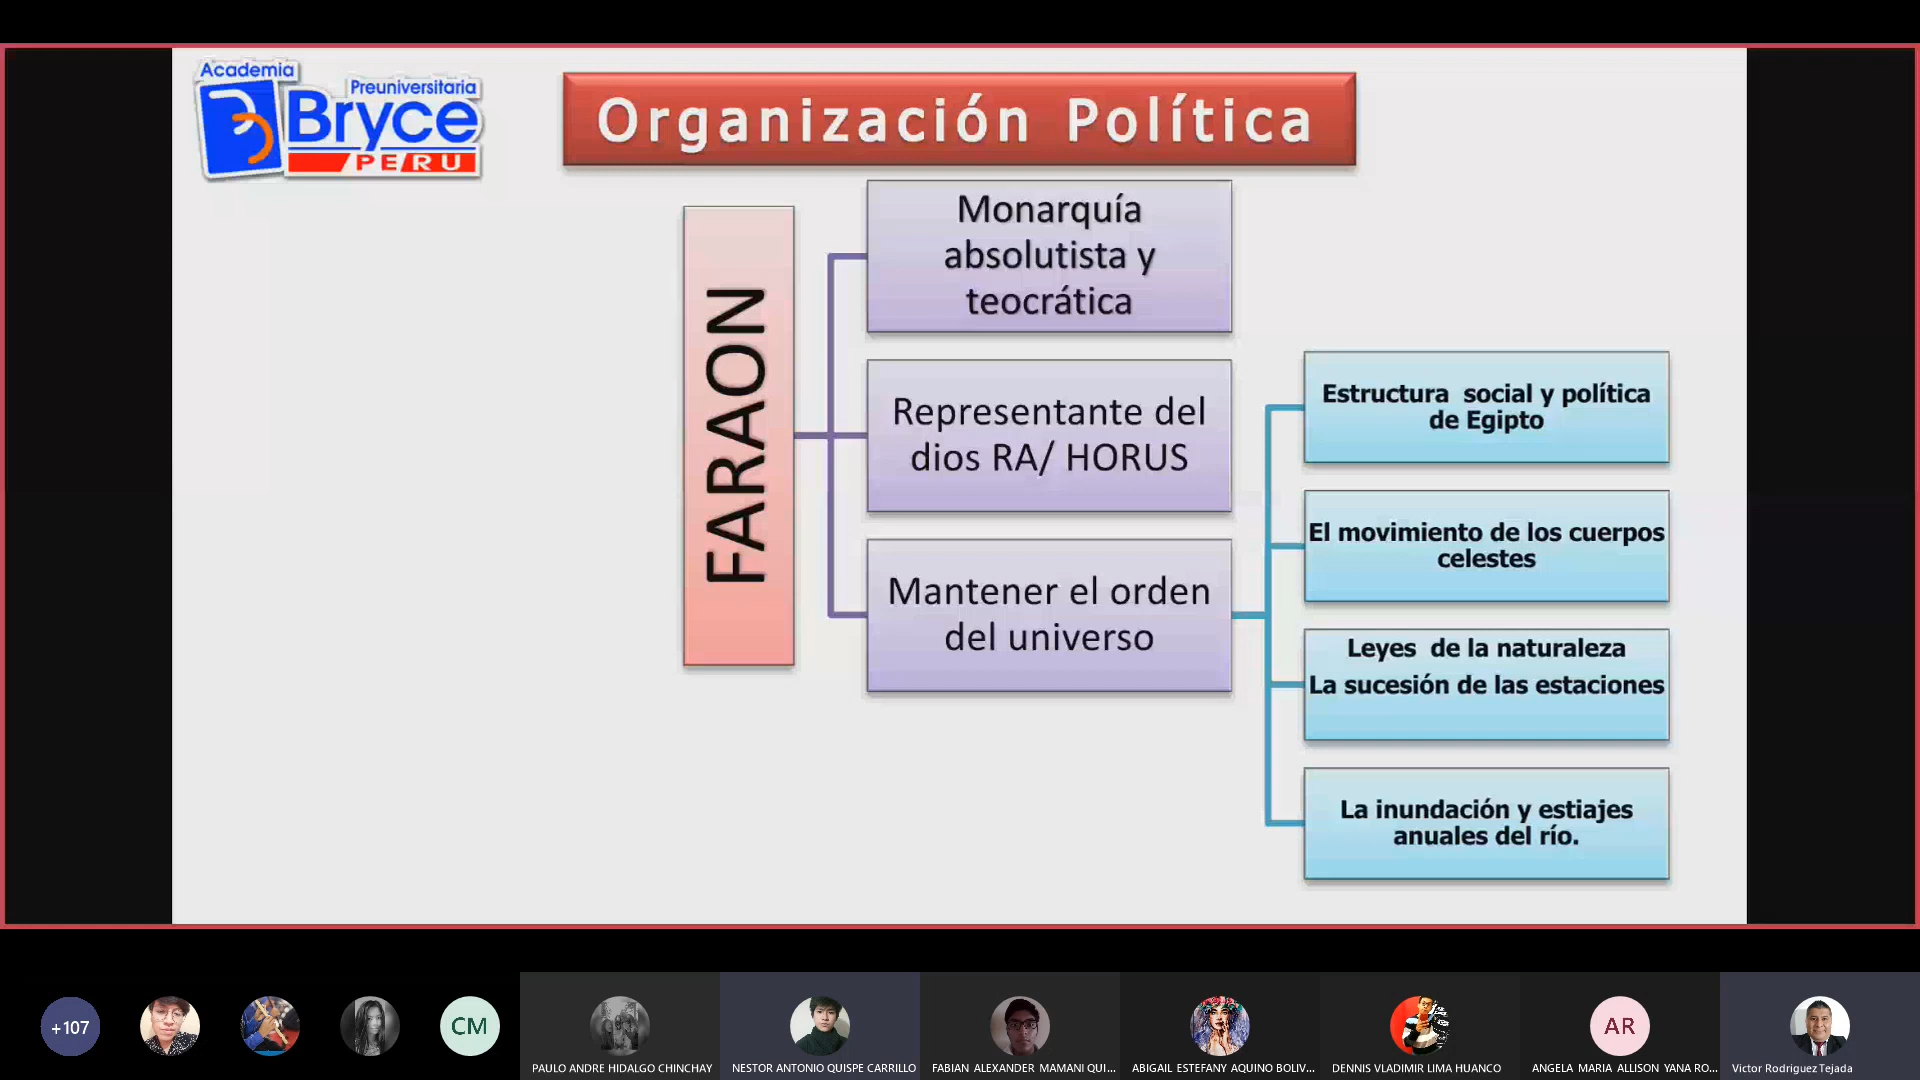 Academia
Preuniversitaria
Bryce
PERU
Organización Política
FARAON
Monarquía
absolutista y
teocrática
Representante del
dios RA/ HORUS
Mantener el orden
del universo
Estructura social y política
de Egipto
El movimiento de los cuerpos
celestes
Leyes de la naturaleza
La sucesión de las estaciones
La inundación y estiajes
anuales del río.
+107
CM
AR
PAULO ANDRE HIDALGO CHINCHAY
NESTOR ANTONIO QUISPE CARRILLO
FABIAN ALEXANDER MAMANI QUI...
ABIGAIL ESTEFANY AQUINO BOLIV...
DENNIS VLADIMIR LIMA HUANCO
ANGELA MARIA ALLISON YANA RO...
Victor Rodriguez Tejada